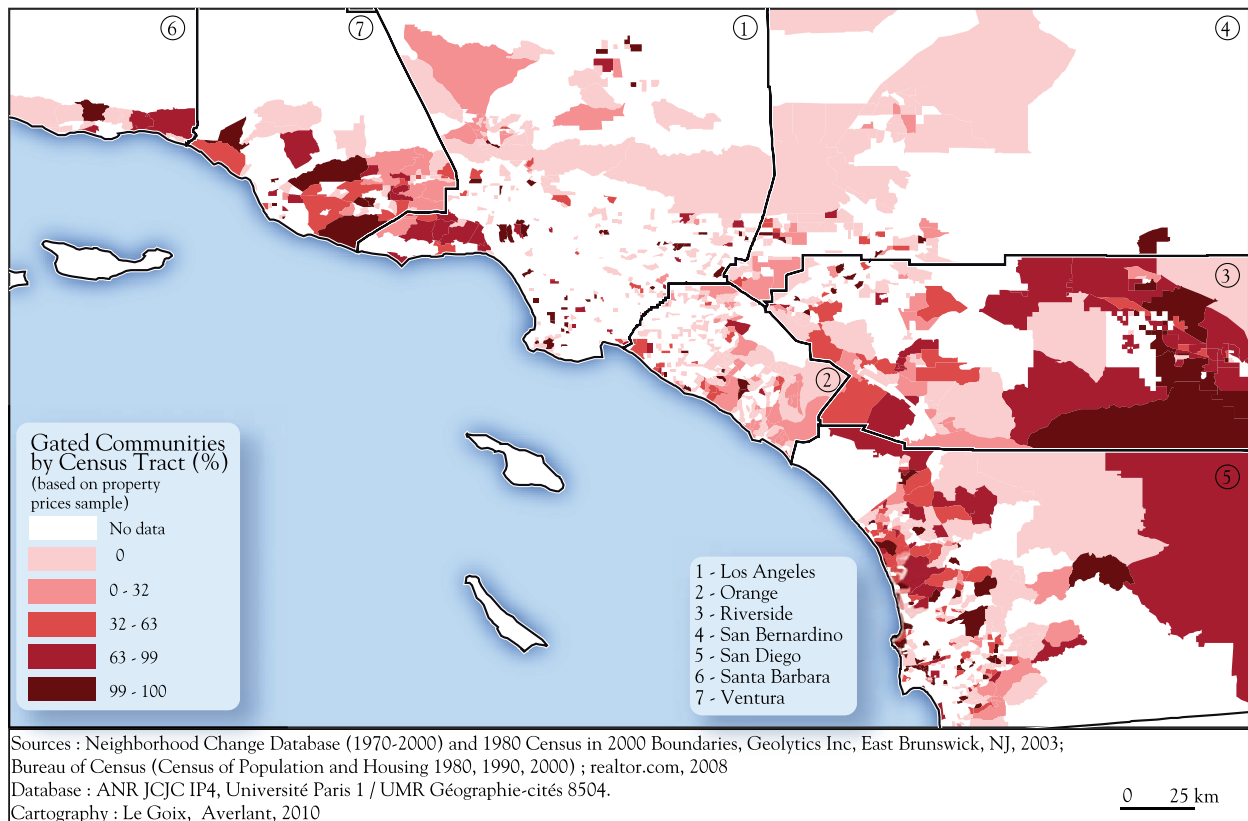 6
7
1
4
3
2
5
Gated Communities
by Census Tract (%)
(based on property
prices sample)
No data
0
0 - 32
32 - 63
63 - 99
99 - 100
1 - Los Angeles
2 - Orange
3 - Riverside
4 - San Bernardino
5 - San Diego
6 - Santa Barbara
7 - Ventura
Sources : Neighborhood Change Database (1970-2000) and 1980 Census in 2000 Boundaries, Geolytics Inc, East Brunswick, NJ, 2003;
Bureau of Census (Census of Population and Housing 1980, 1990, 2000) ; realtor.com, 2008
Database : ANR JCJC IP4, Université Paris 1 / UMR Géographie-cités 8504.
Cartography : Le Goix, Averlant, 2010
0 25 km